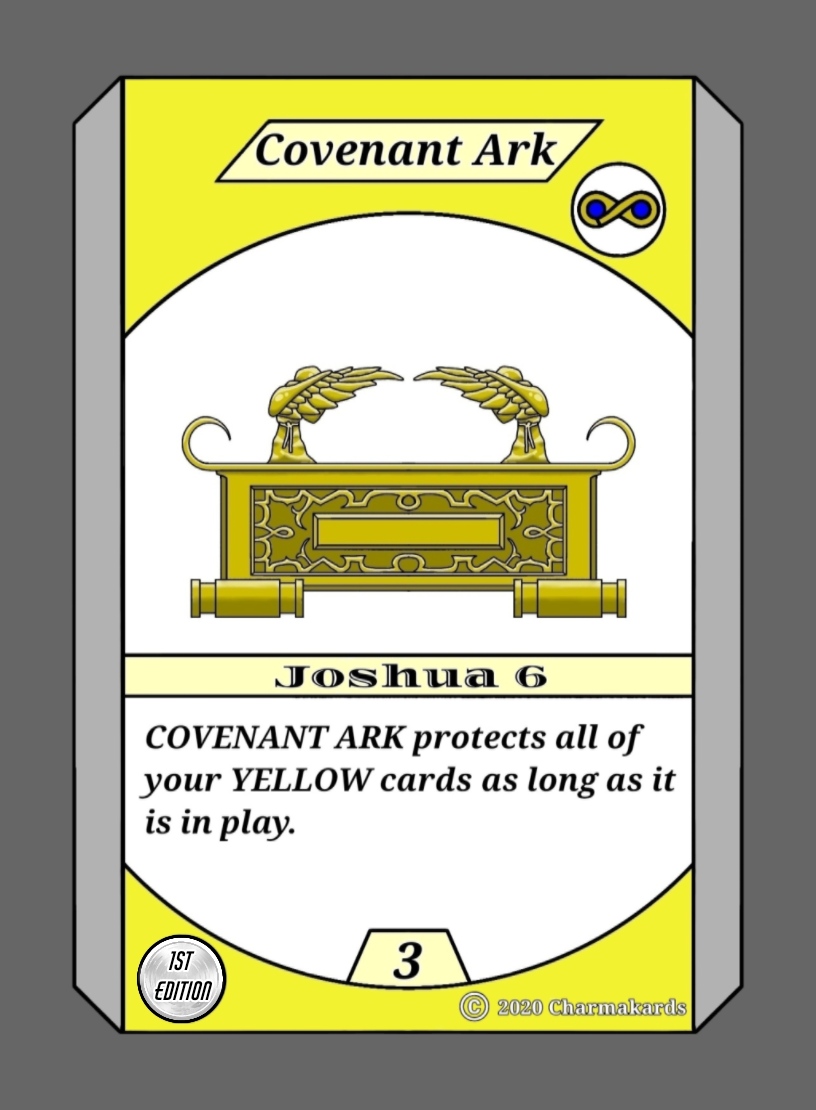 Covenant Ark
Joshua 6
COVENANT ARK protects all of
your YELLOW cards as long as it
is in play.
3
1ST
EDITION
© 2020 Charmakards